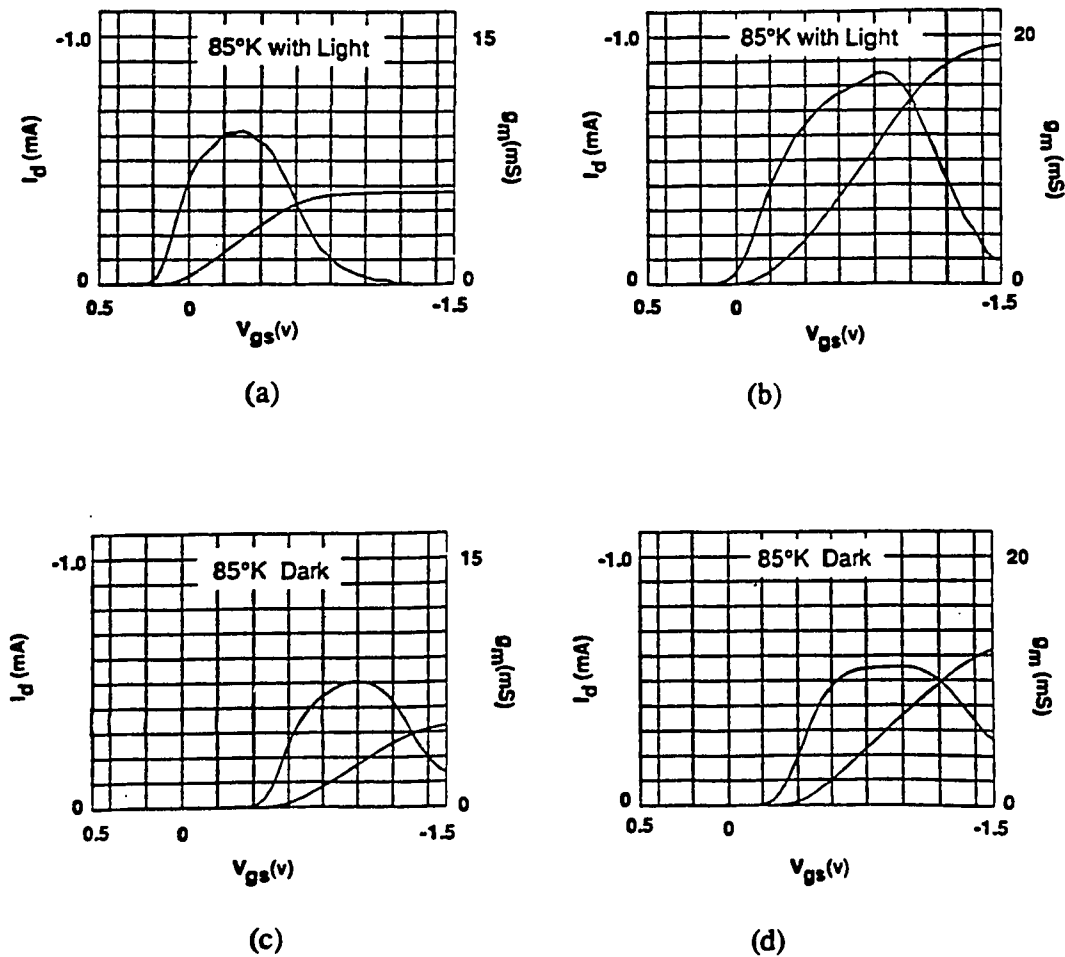 85°K with Light
-1.0
15
I_d (mA)
g_m (mS)
0
0
0.5
0
-1.5
V_gs(v)
(a)
85°K with Light
-1.0
20
I_d (mA)
g_m (mS)
0
0
0.5
0
-1.5
V_gs(v)
(b)
85°K Dark
-1.0
15
I_d (mA)
g_m (mS)
0
0
0.5
0
-1.5
V_gs(v)
(c)
85°K Dark
-1.0
20
I_d (mA)
g_m (mS)
0
0
0.5
0
-1.5
V_gs(v)
(d)